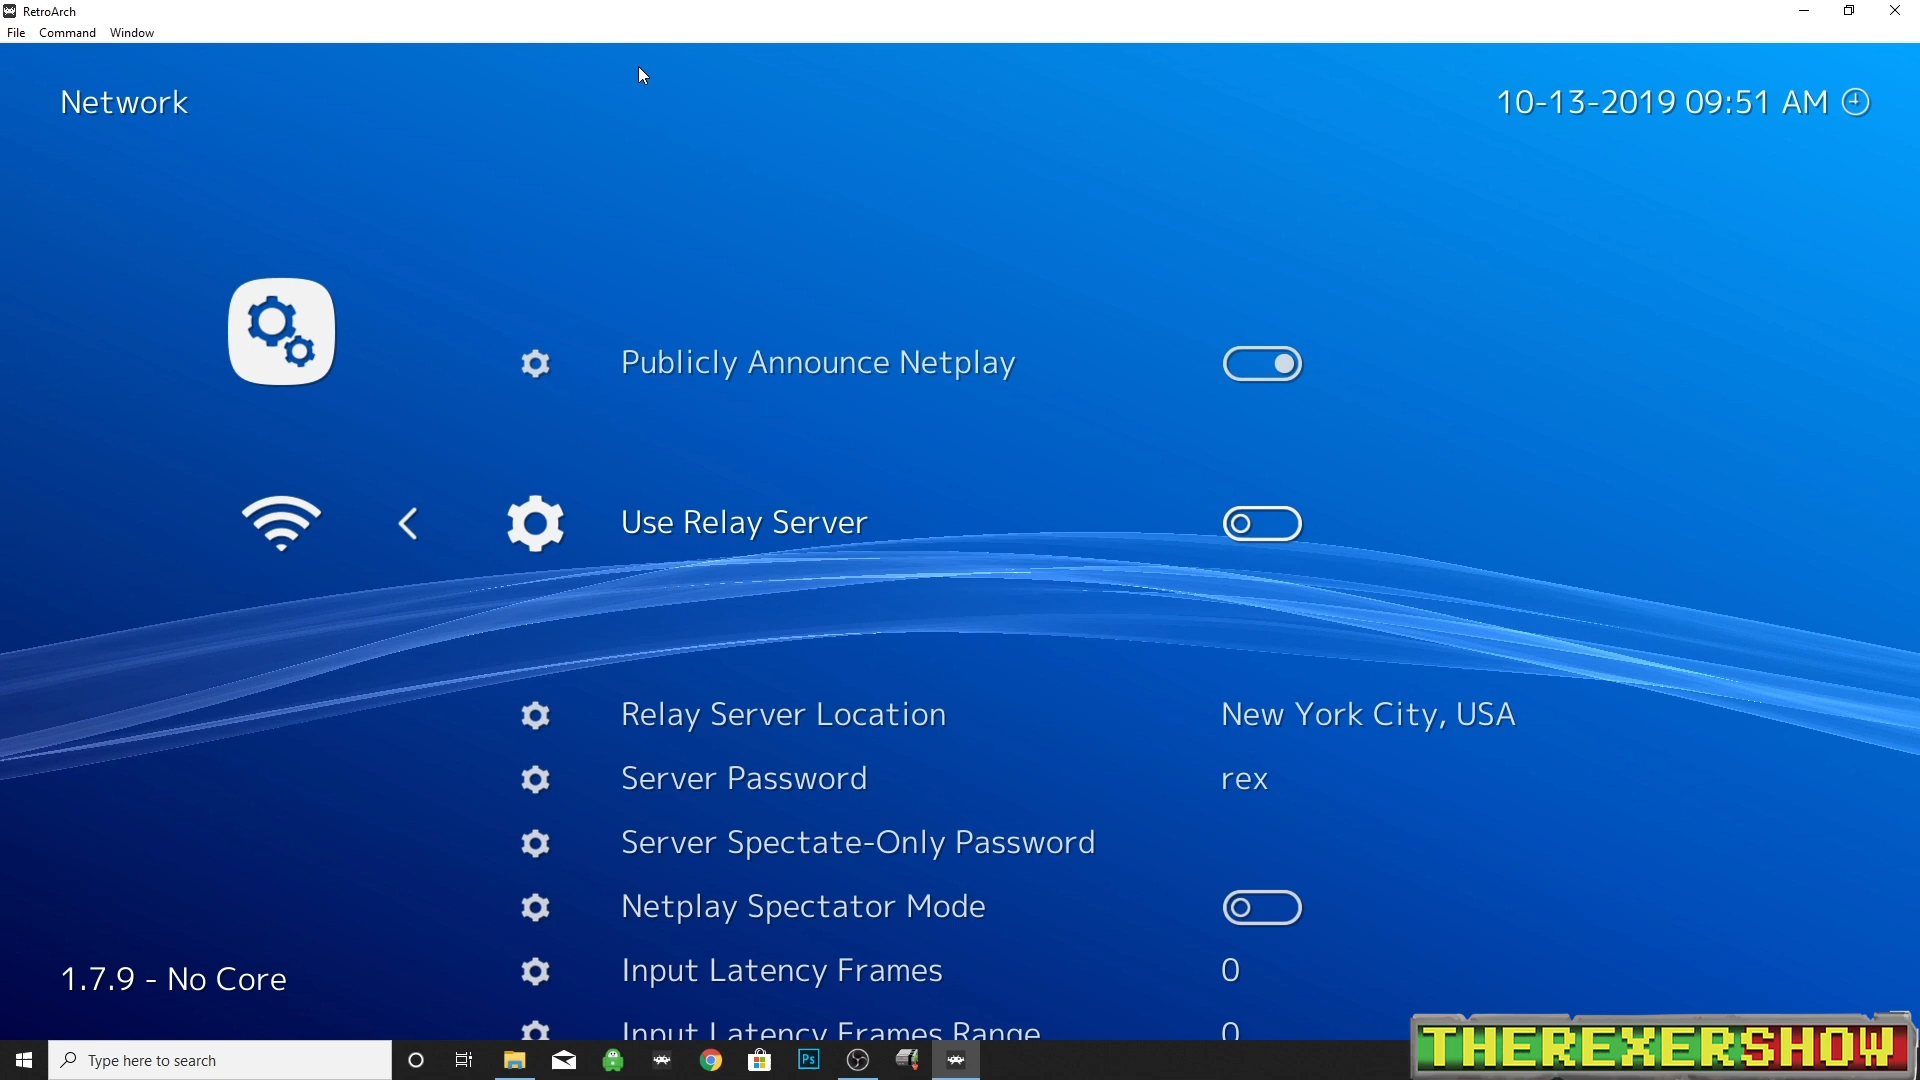 RetroArch
File Command Window
Network
10-13-2019 09:51 AM
Publicly Announce Netplay
Use Relay Server
Relay Server Location New York City, USA
Server Password rex
Server Spectate-Only Password
Netplay Spectator Mode
Input Latency Frames 0
1.7.9 - No Core
Input Latency Frames Range 0
Type here to search
Ps
THEREXERSHOW